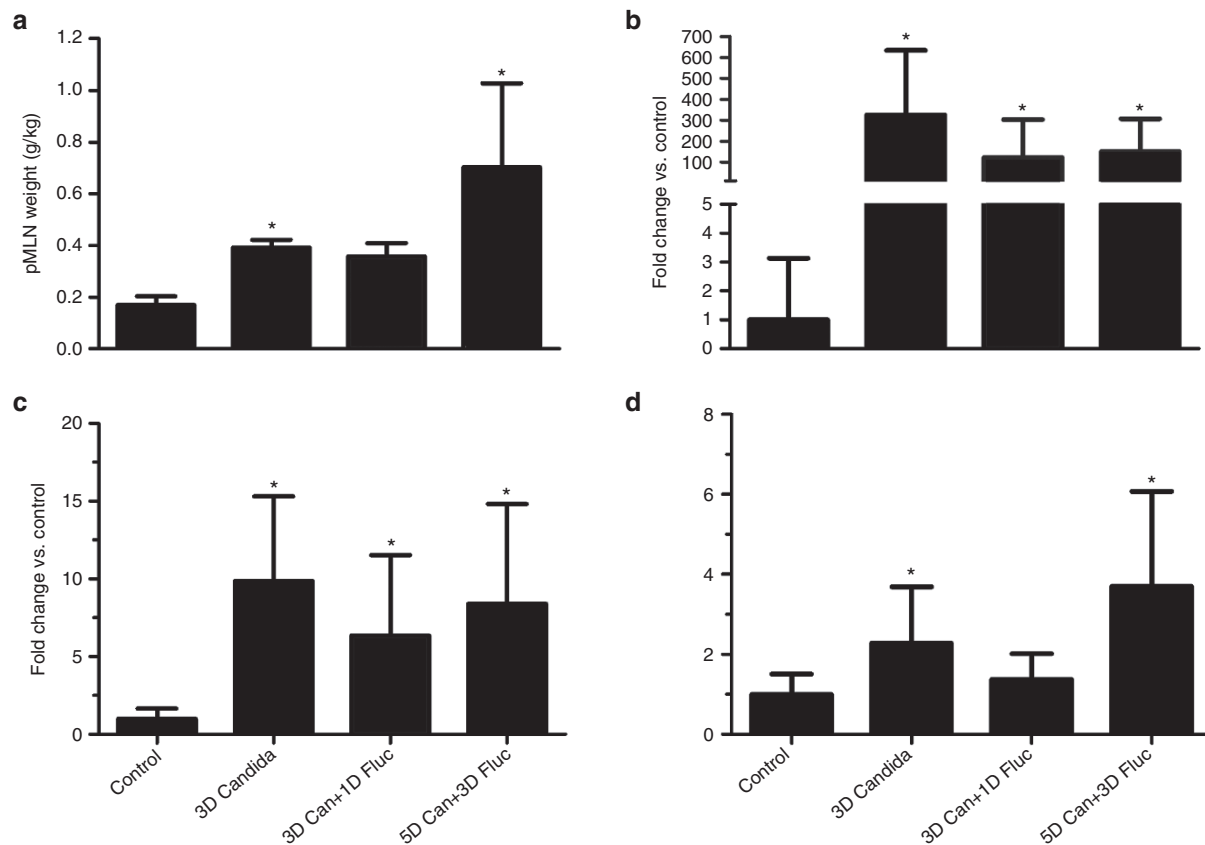 a
1.2
1.0
0.8
0.6
0.4
0.2
0.0
pMLN weight (g/kg)
*
*
b
700
600
500
400
300
200
100
5
4
3
2
1
0
Fold change vs. control
*
*
*
c
20
15
10
5
0
Fold change vs. control
*
*
*
Control
3D Candida
3D Can+1D Fluc
5D Can+3D Fluc
d
8
6
4
2
0
*
*
Control
3D Candida
3D Can+1D Fluc
5D Can+3D Fluc